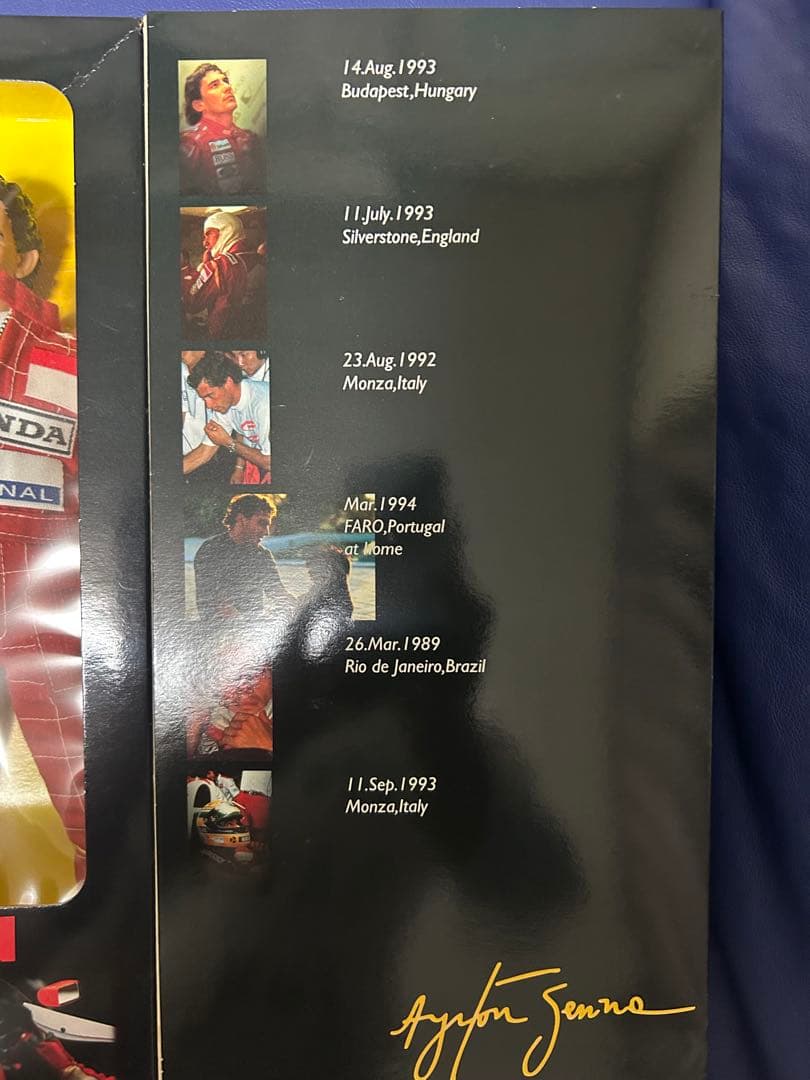 14.Aug.1993
Budapest,Hungary
11.July.1993
Silverstone,England
23.Aug.1992
Monza,Italy
Mar.1994
FARO,Portugal
at home
26.Mar.1989
Rio de Janeiro,Brazil
11.Sep.1993
Monza,Italy
NDA
NAL
Ayrton Senna